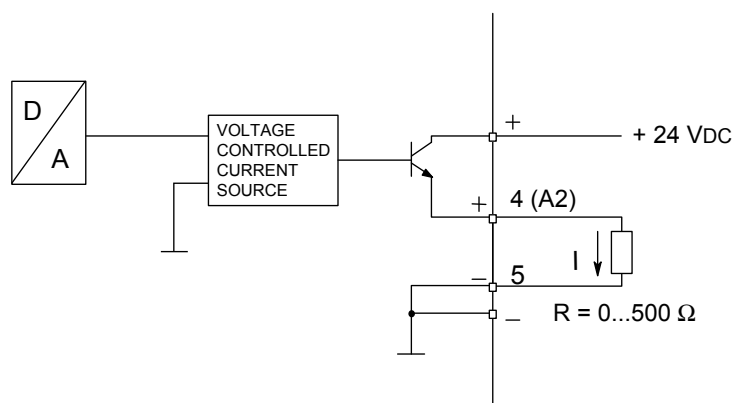 D
A
VOLTAGE
CONTROLLED
CURRENT
SOURCE
+
+ 24 VDC
+
4 (A2)
I
–
5
–
R = 0...500 Ω